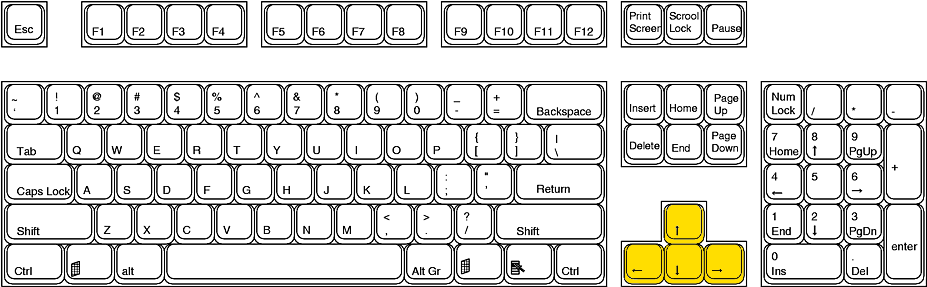 Esc F1 F2 F3 F4 F5 F6 F7 F8 F9 F10 F11 F12 Print Screen Scrool Lock Pause
~ ! @ # $ % ^ & * ( ) _ +
‘ 1 2 3 4 5 6 7 8 9 0 - = Backspace
Insert Home Page Up
Num Lock / * -
Tab Q W E R T Y U I O P { [ } ] | \
Delete End Page Down
7 Home 8 ↑ 9 PgUp +
Caps Lock A S D F G H J K L : ; " ' Return
4 ← 5 6 →
Shift Z X C V B N M < , > . ? / Shift
↑
1 End 2 ↓ 3 PgDn enter
Ctrl alt Alt Gr Ctrl
← ↓ →
0 Ins . Del